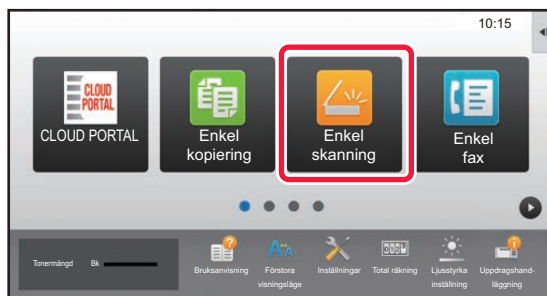 10:15
CLOUD
PORTAL
CLOUD PORTAL
Enkel
kopiering
Enkel
skanning
Enkel
fax
Tonermängd Bk
Bruksanvisning
Förstora
visningsläge
Inställningar
Total räkning
Ljusstyrka
inställning
Uppdragshand-
läggning